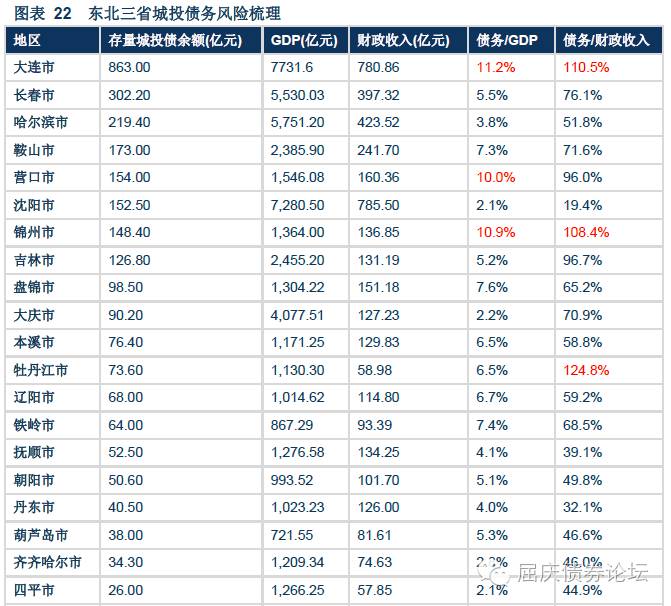 图表 22 东北三省城投债务风险梳理
地区 存量城投债余额(亿元) GDP(亿元) 财政收入(亿元) 债务/GDP 债务/财政收入
大连市 863.00 7731.6 780.86 11.2% 110.5%
长春市 302.20 5,530.03 397.32 5.5% 76.1%
哈尔滨市 219.40 5,751.20 423.52 3.8% 51.8%
鞍山市 173.00 2,385.90 241.70 7.3% 71.6%
营口市 154.00 1,546.08 160.36 10.0% 96.0%
沈阳市 152.50 7,280.50 785.50 2.1% 19.4%
锦州市 148.40 1,364.00 136.85 10.9% 108.4%
吉林市 126.80 2,455.20 131.19 5.2% 96.7%
盘锦市 98.50 1,304.22 151.18 7.6% 65.2%
大庆市 90.20 4,077.51 127.23 2.2% 70.9%
本溪市 76.40 1,171.25 129.83 6.5% 58.8%
牡丹江市 73.60 1,130.30 58.98 6.5% 124.8%
辽阳市 68.00 1,014.62 114.80 6.7% 59.2%
铁岭市 64.00 867.29 93.39 7.4% 68.5%
抚顺市 52.50 1,276.58 134.25 4.1% 39.1%
朝阳市 50.60 993.52 101.70 5.1% 49.8%
丹东市 40.50 1,023.23 126.00 4.0% 32.1%
葫芦岛市 38.00 721.55 81.61 5.3% 46.6%
齐齐哈尔市 34.30 1,209.34 74.63 46.0%
屈庆债券论坛
四平市 26.00 1,266.25 57.85 2.1% 44.9%